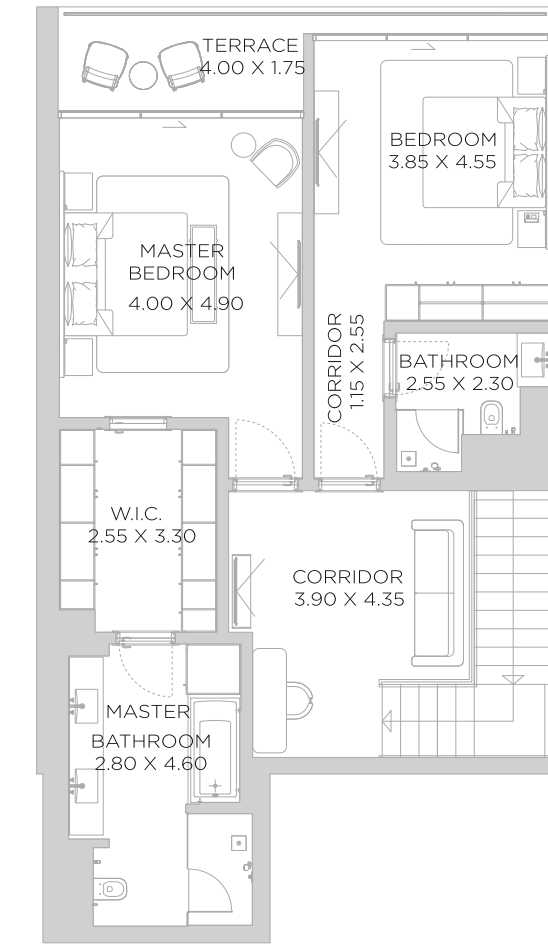 TERRACE
4.00 X 1.75
BEDROOM
3.85 X 4.55
MASTER
BEDROOM
4.00 X 4.90
CORRIDOR
1.15 X 2.55
BATHROOM
2.55 X 2.30
W.I.C.
2.55 X 3.30
CORRIDOR
3.90 X 4.35
MASTER
BATHROOM
2.80 X 4.60